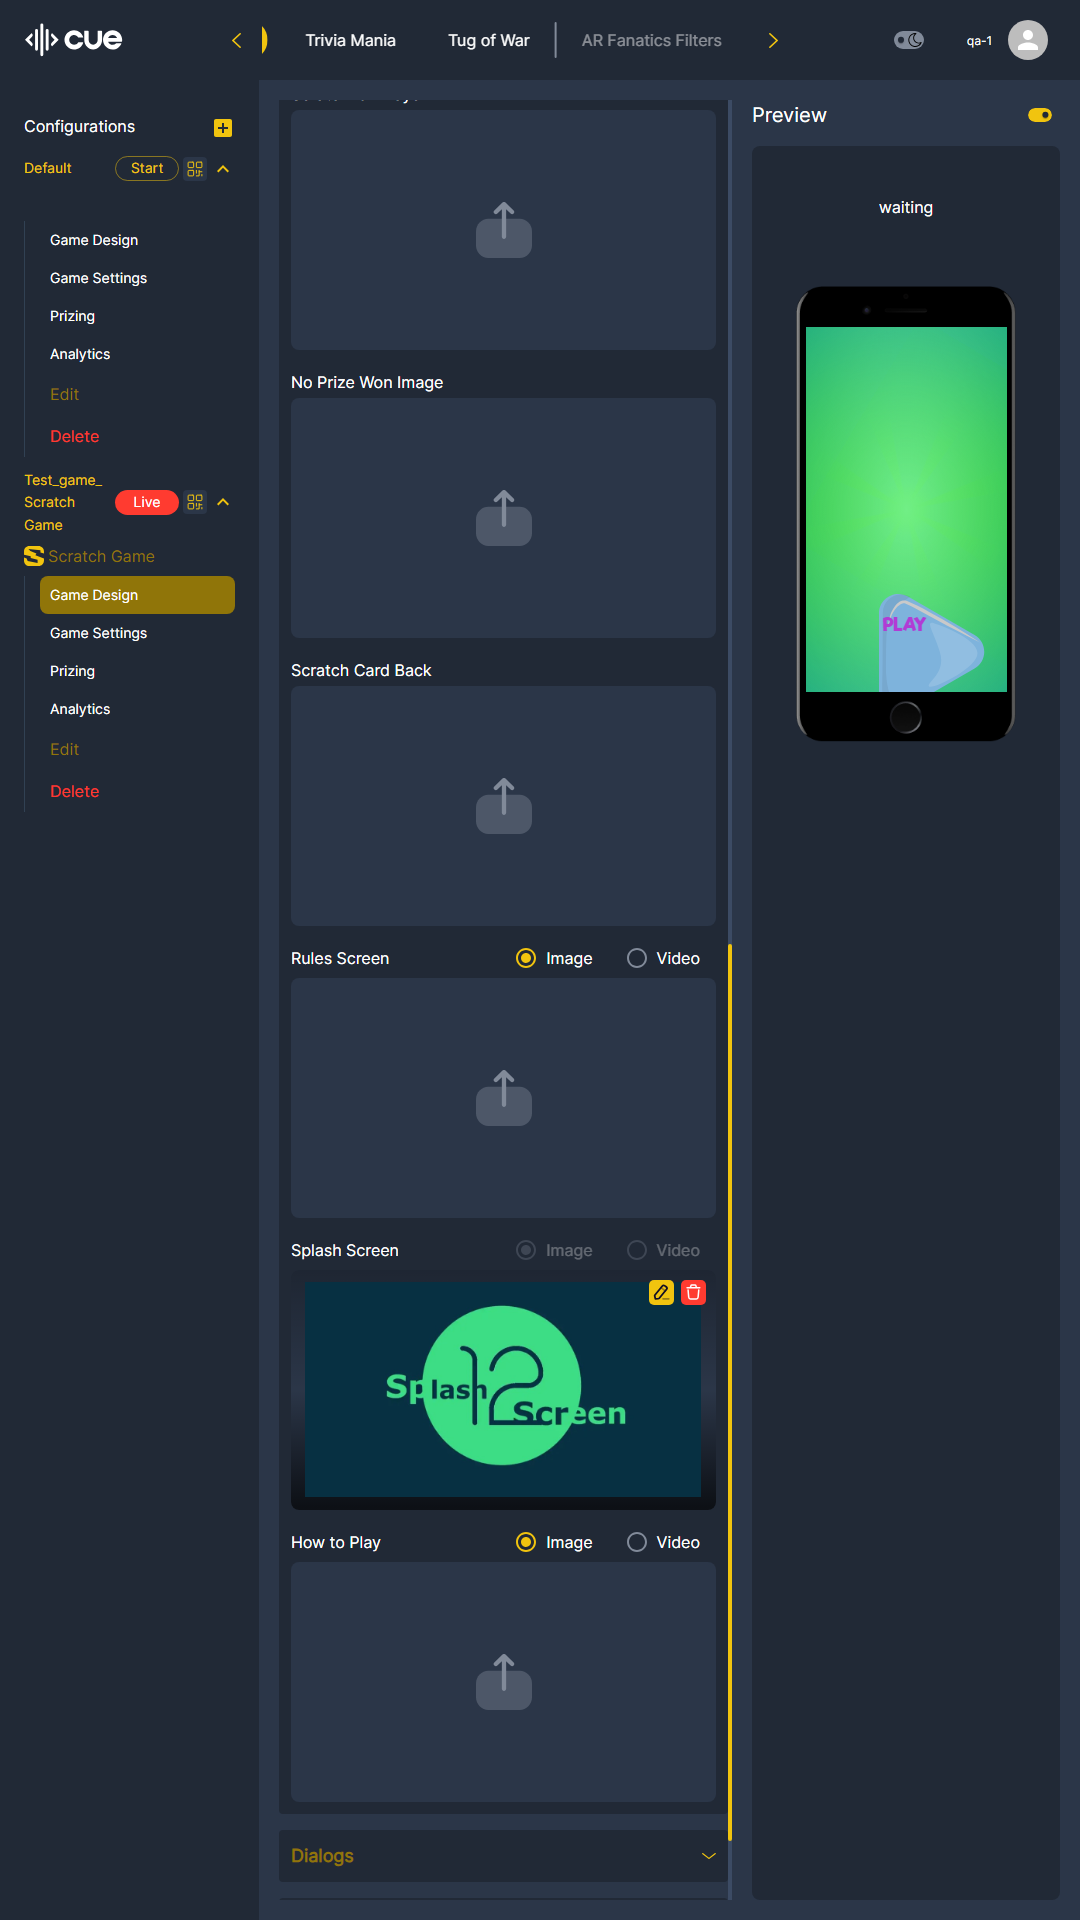 cue
Trivia Mania
Tug of War
AR Fanatics Filters
qa-1
Configurations
Default
Start
Game Design
Game Settings
Prizing
Analytics
Edit
Delete
Test_game_
Scratch
Game
Live
Scratch Game
Game Design
Game Settings
Prizing
Analytics
Edit
Delete
No Prize Won Image
Scratch Card Back
Rules Screen
Image
Video
Splash Screen
Image
Video
Splash
12
Screen
How to Play
Image
Video
Dialogs
Preview
waiting
PLAY